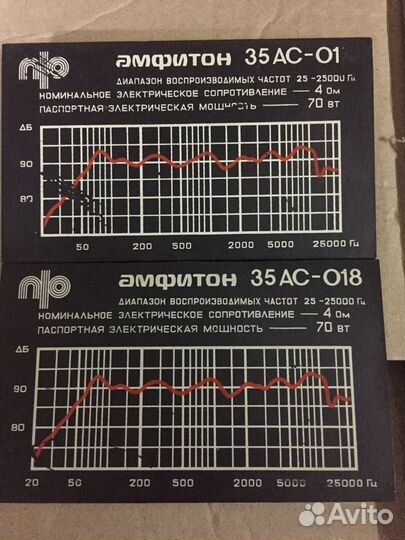 амфитон 35АС-01
ДИАПАЗОН ВОСПРОИЗВОДИМЫХ ЧАСТОТ 25-25000 Гц
НОМИНАЛЬНОЕ ЭЛЕКТРИЧЕСКОЕ СОПРОТИВЛЕНИЕ — 4 Ом
ПАСПОРТНАЯ ЭЛЕКТРИЧЕСКАЯ МОЩНОСТЬ — 70 ВТ
ДБ
90
80
50 200 500 2000 5000 25000 Гц
амфитон 35АС-018
ДИАПАЗОН ВОСПРОИЗВОДИМЫХ ЧАСТОТ 25-25000 Гц
НОМИНАЛЬНОЕ ЭЛЕКТРИЧЕСКОЕ СОПРОТИВЛЕНИЕ — 4 Ом
ПАСПОРТНАЯ ЭЛЕКТРИЧЕСКАЯ МОЩНОСТЬ — 70 ВТ
ДБ
90
80
20 50 200 500 2000 5000 25000 Гц
Avito